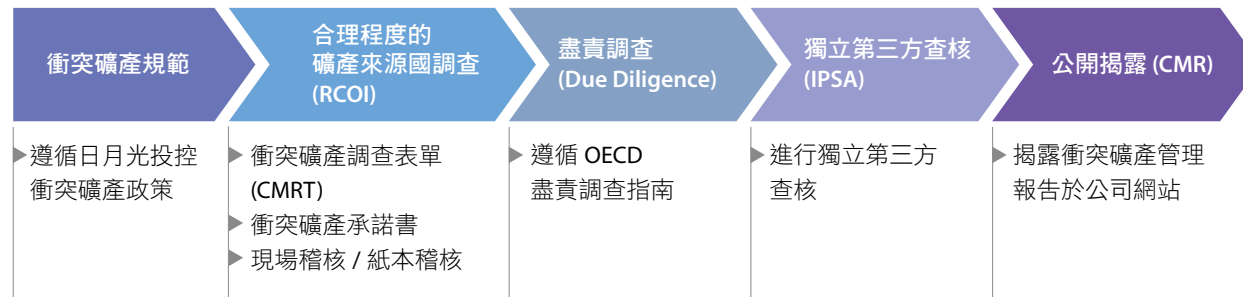 衝突礦產規範
合理程度的
礦產來源國調查
(RCOI)
盡責調查
(Due Diligence)
獨立第三方查核
(IPSA)
公開揭露 (CMR)
遵循日月光投控
衝突礦產政策
衝突礦產調查表單
(CMRT)
衝突礦產承諾書
現場稽核 / 紙本稽核
遵循 OECD
盡責調查指南
進行獨立第三方
查核
揭露衝突礦產管理
報告於公司網站